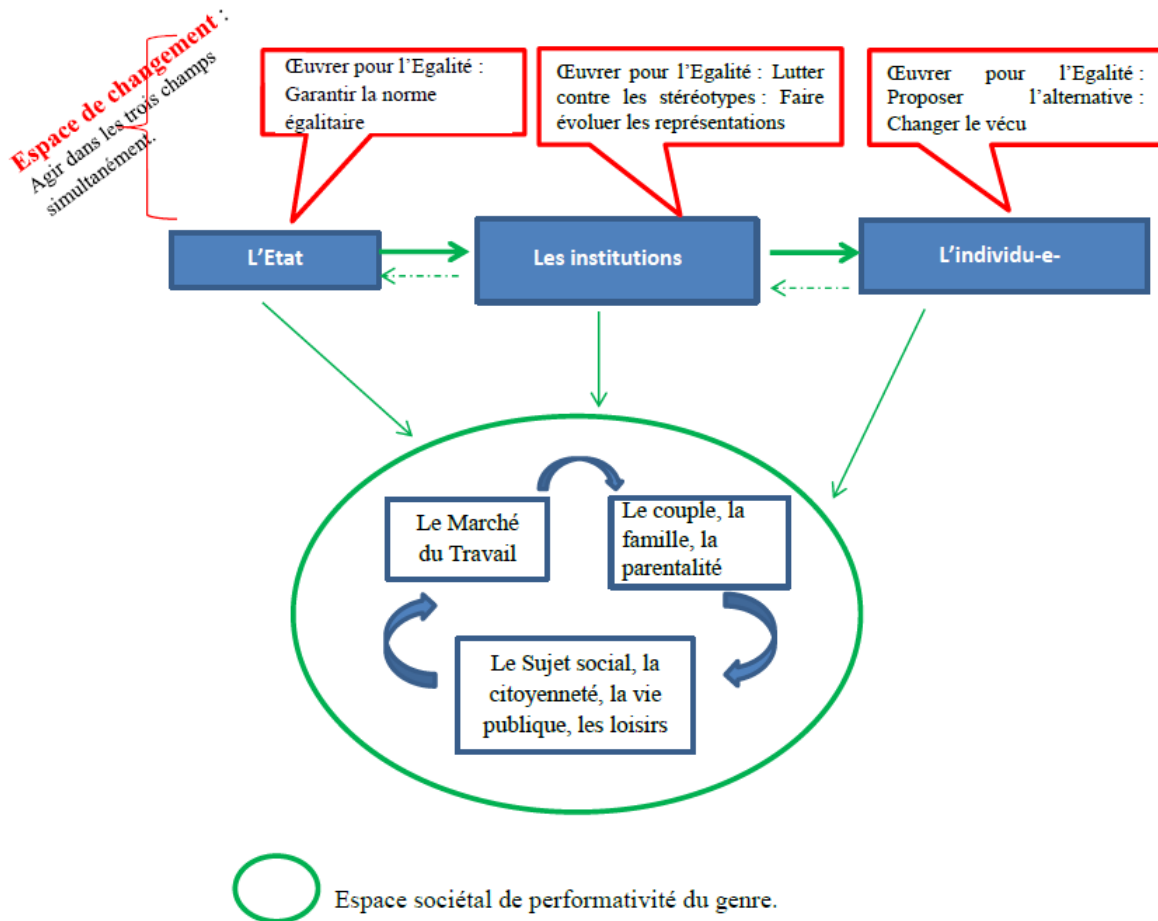 Espace de changement :
Agir dans les trois champs
simultanément.
Œuvrer pour l’Egalité :
Garantir la norme
égalitaire
Œuvrer pour l’Egalité : Lutter
contre les stéréotypes : Faire
évoluer les représentations
Œuvrer pour l’Egalité :
Proposer l’alternative :
Changer le vécu
L’Etat
Les institutions
L’individu-e-
Le Marché
du Travail
Le couple, la
famille, la
parentalité
Le Sujet social, la
citoyenneté, la vie
publique, les loisirs
Espace sociétal de performativité du genre.